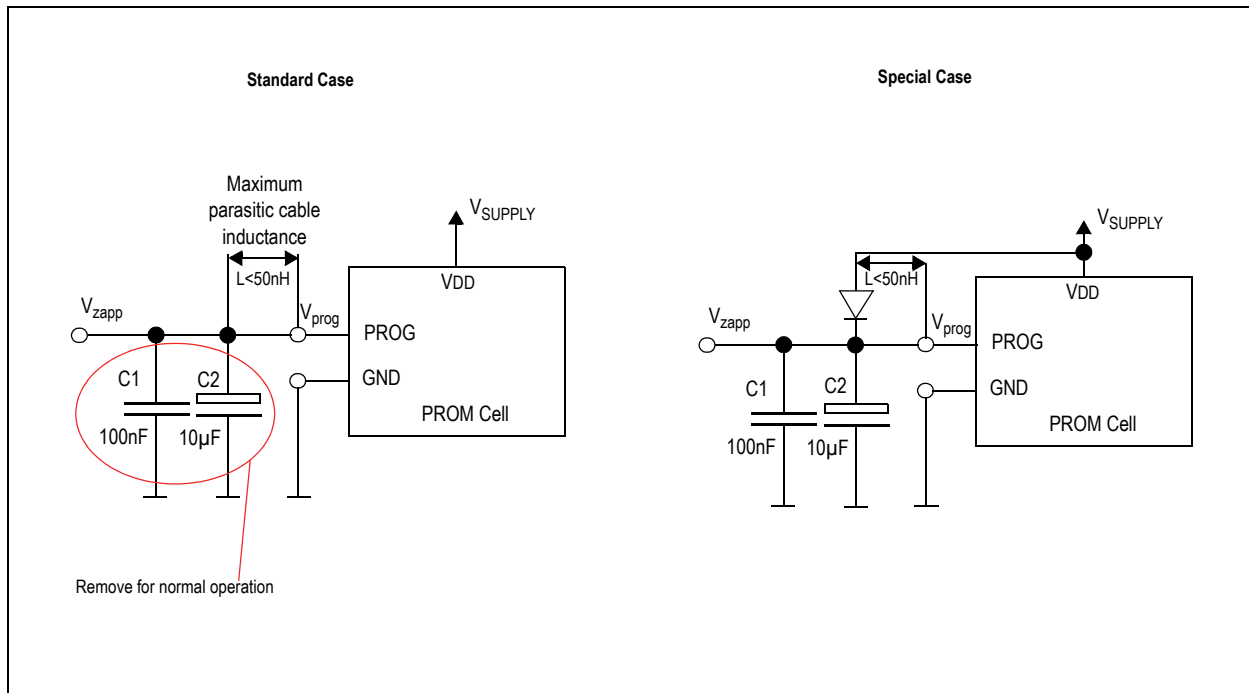 Standard Case
Maximum
parasitic cable
inductance
L<50nH
VSUPPLY
VDD
Vzapp
Vprog
PROG
GND
PROM Cell
C1
C2
100nF
10µF
Remove for normal operation
Special Case
VSUPPLY
L<50nH
VDD
Vzapp
Vprog
PROG
GND
PROM Cell
C1
C2
100nF
10µF